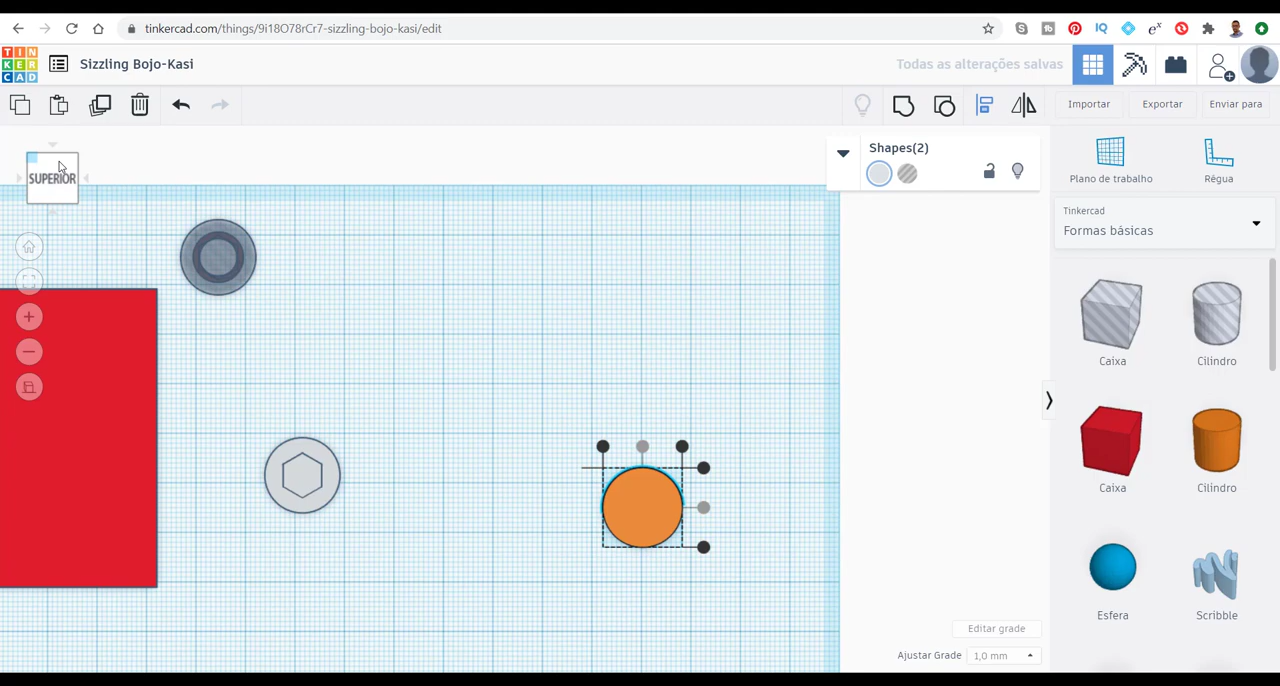 tinkercad.com/things/9i18O78rCr7-sizzling-bojo-kasi/edit
IQ
eˣ
TIN
KER
CAD
Sizzling Bojo-Kasi
Todas as alterações salvas
Importar
Exportar
Enviar para
SUPERIOR
Shapes(2)
Plano de trabalho
Régua
Tinkercad
Formas básicas
Caixa
Cilindro
Caixa
Cilindro
Esfera
Scribble
Editar grade
Ajustar Grade
1,0 mm